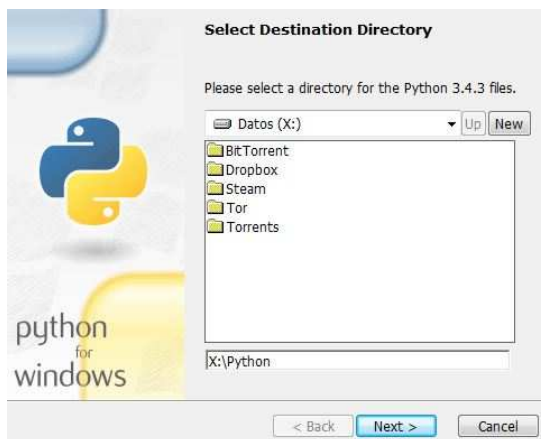 Select Destination Directory
Please select a directory for the Python 3.4.3 files.
Datos (X:)
Up
New
BitTorrent
Dropbox
Steam
Tor
Torrents
X:\Python
python
for
windows
< Back
Next >
Cancel